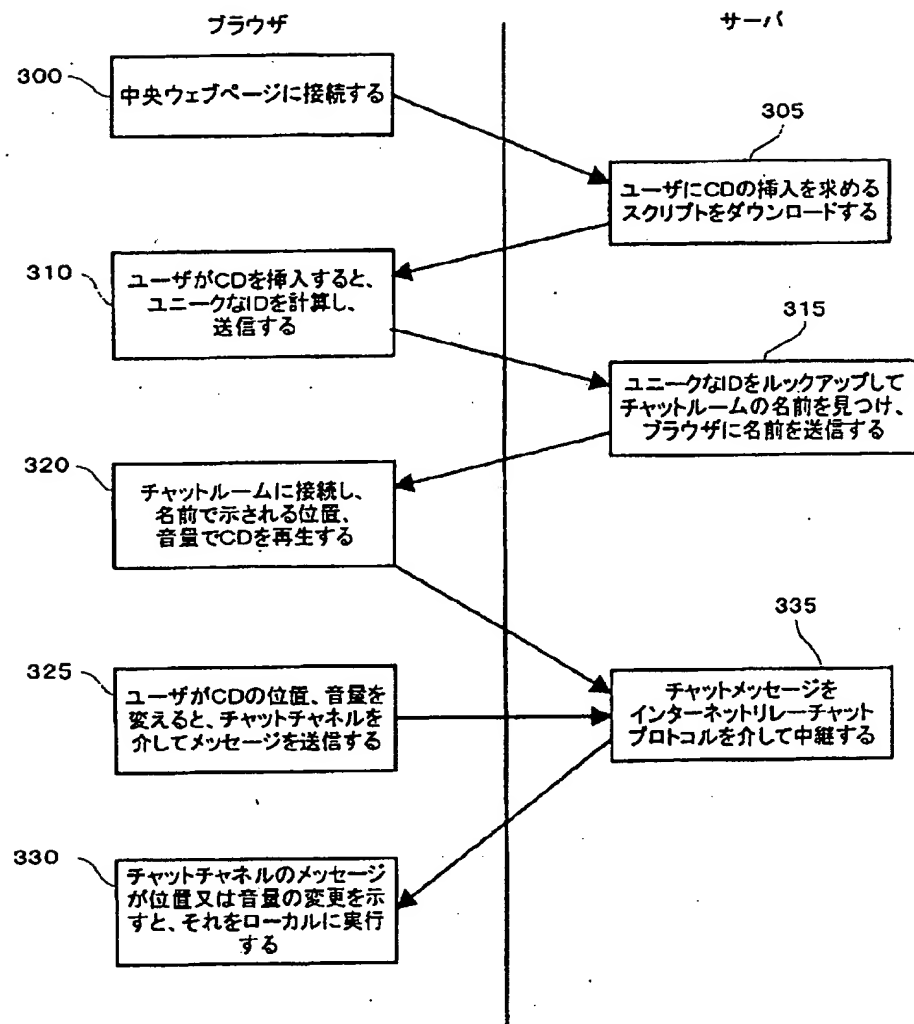 ブラウザ
サーバ
300
中央ウェブページに接続する
305
ユーザにCDの挿入を求める
スクリプトをダウンロードする
310
ユーザがCDを挿入すると、
ユニークなIDを計算し、
送信する
315
ユニークなIDをルックアップして
チャットルームの名前を見つけ、
ブラウザに名前を送信する
320
チャットルームに接続し、
名前で示される位置、
音量でCDを再生する
335
チャットメッセージを
インターネットリレーチャット
プロトコルを介して中継する
325
ユーザがCDの位置、音量を
変えると、チャットチャネルを
介してメッセージを送信する
330
チャットチャネルのメッセージ
が位置又は音量の変更を示
すと、それをローカルに実行
する